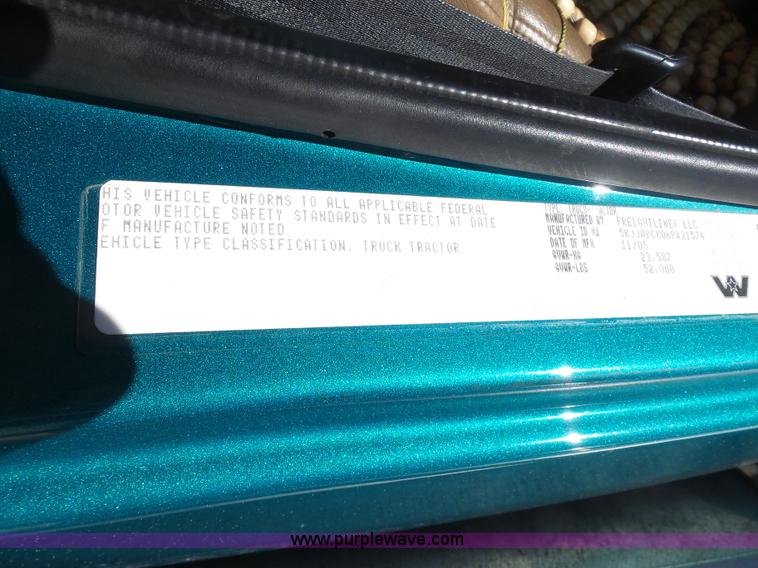 HIS VEHICLE CONFORMS TO ALL APPLICABLE FEDERAL
OTOR VEHICLE SAFETY STANDARDS IN EFFECT AT DATE
F MANUFACTURE NOTED.
EHICLE TYPE CLASSIFICATION: TRUCK TRACTOR.
MANUFACTURED BY FREIGHTLINER LLC
VEHICLE ID NO
DATE OF MFR 11/05
GVWR-KG 23,587
GVWR-LBS 52,000
W
www.purplewave.com